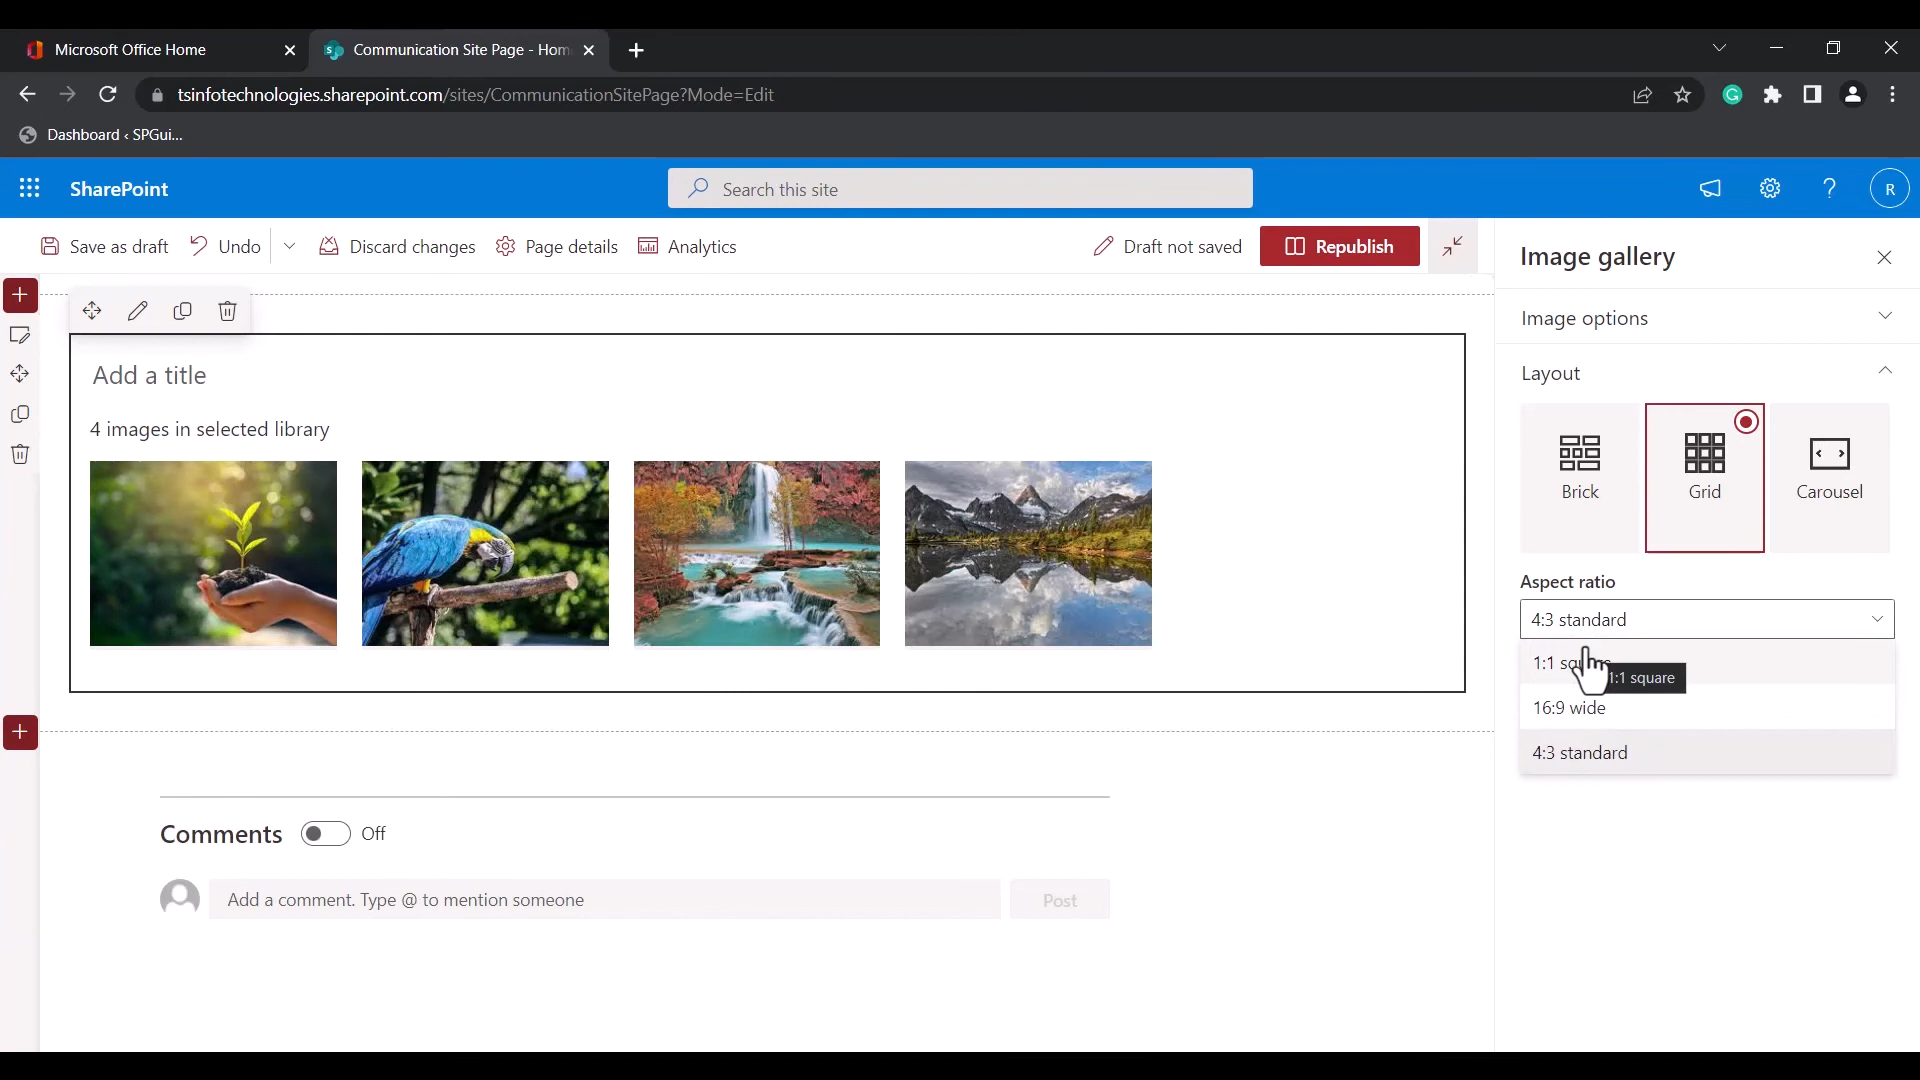 Microsoft Office Home
Communication Site Page - Hom
tsinfotechnologies.sharepoint.com/sites/CommunicationSitePage?Mode=Edit
Dashboard ‹ SPGui...
SharePoint
Search this site
R
Save as draft
Undo
Discard changes
Page details
Analytics
Draft not saved
Republish
Add a title
4 images in selected library
Comments
Off
Add a comment. Type @ to mention someone
Post
Image gallery
Image options
Layout
Brick
Grid
Carousel
Aspect ratio
4:3 standard
1:1
1:1 square
16:9 wide
4:3 standard